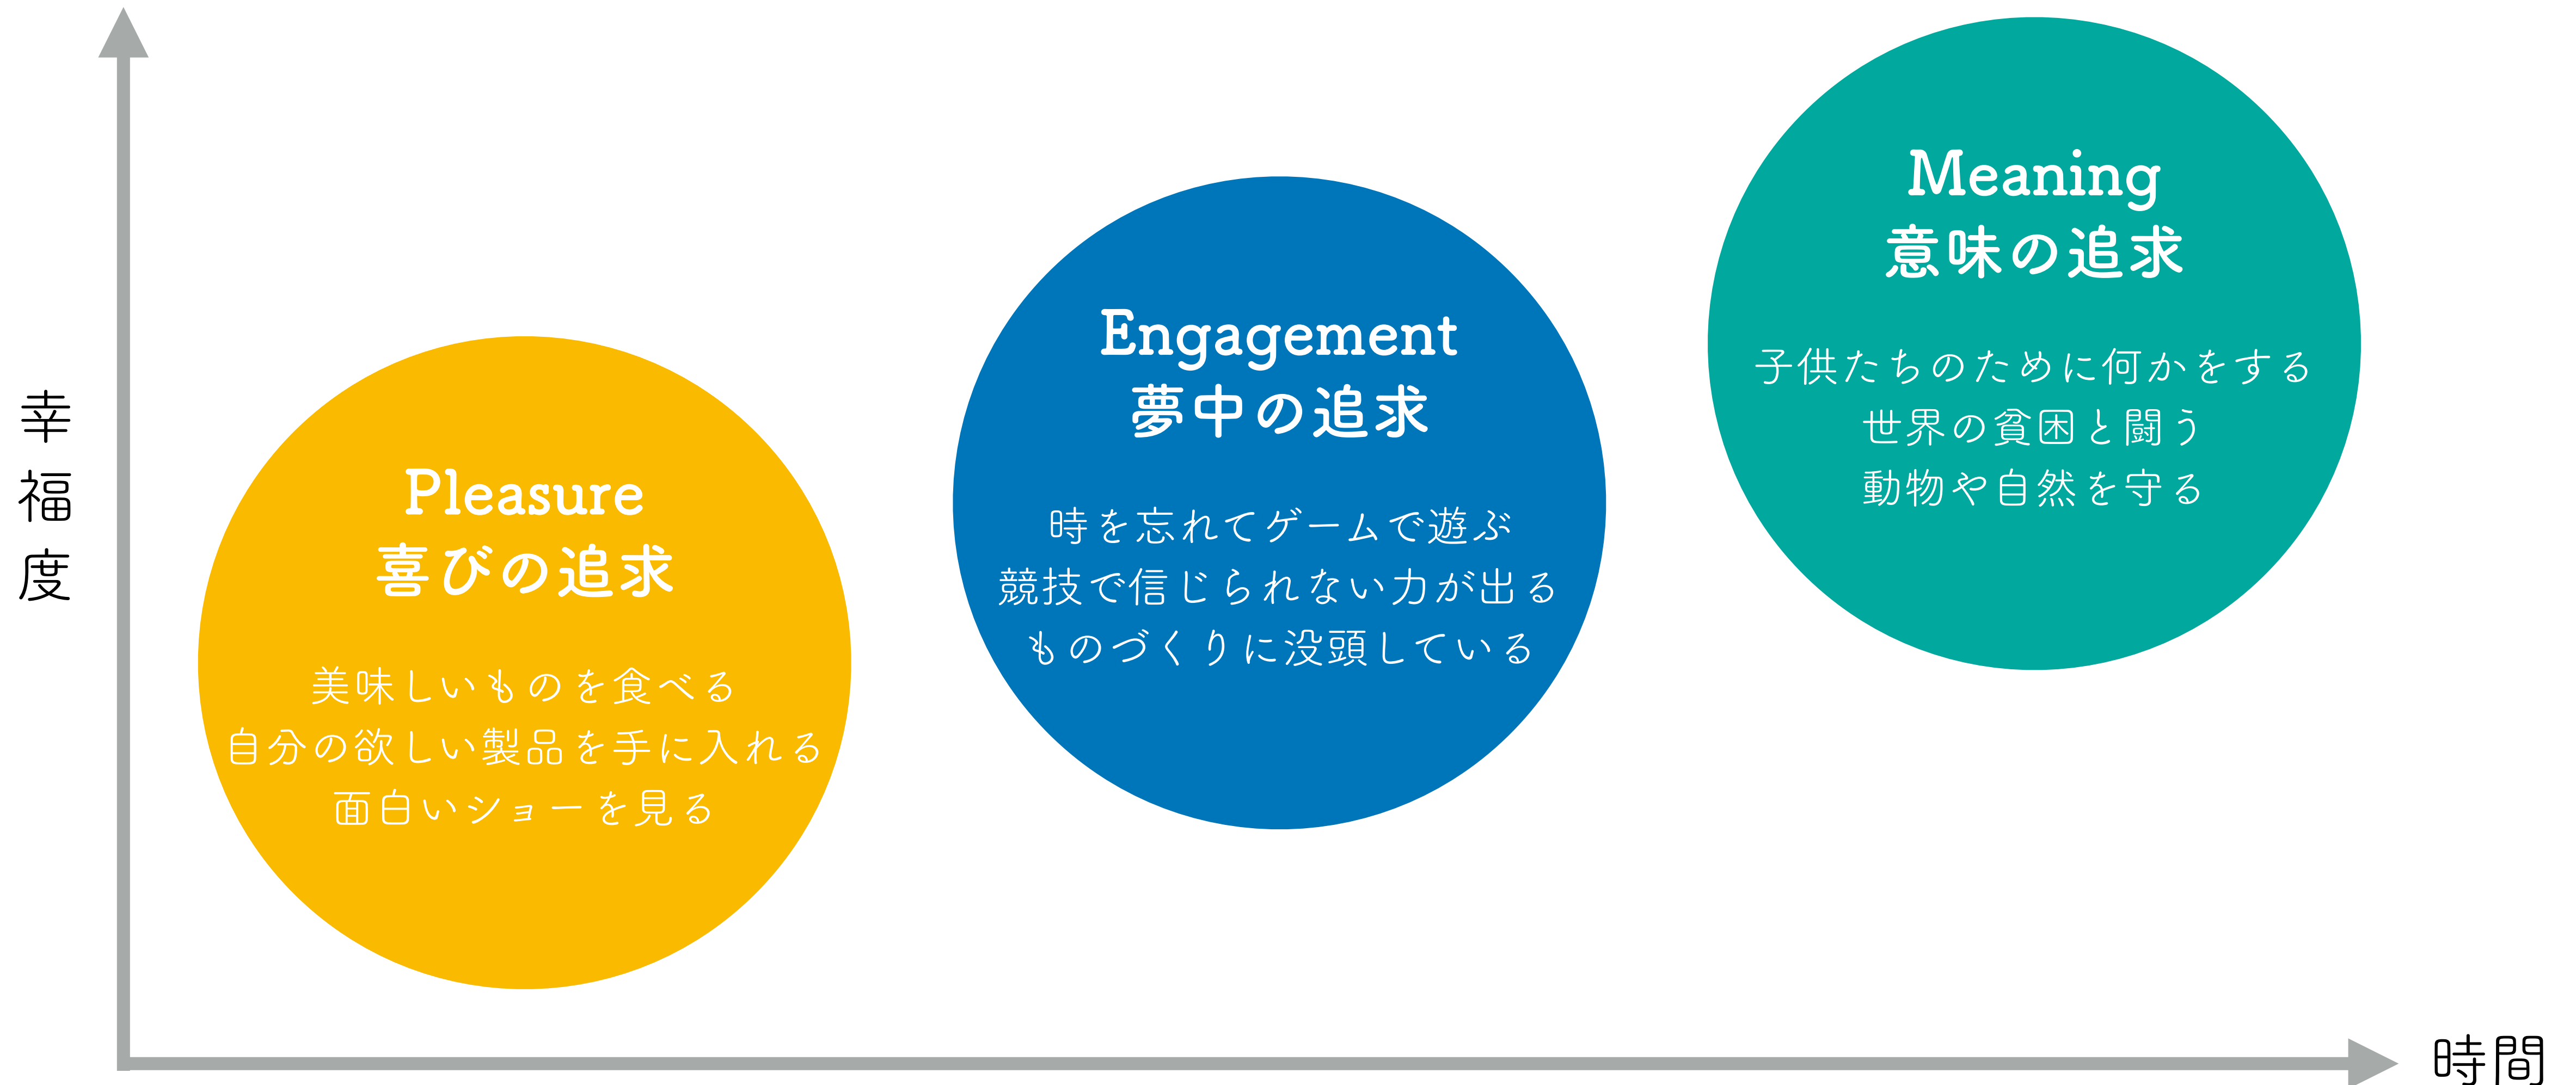 幸福度
Pleasure
喜びの追求
美味しいものを食べる
自分の欲しい製品を手に入れる
面白いショーを見る
Engagement
夢中の追求
時を忘れてゲームで遊ぶ
競技で信じられない力が出る
ものづくりに没頭している
Meaning
意味の追求
子供たちのために何かをする
世界の貧困と闘う
動物や自然を守る
時間